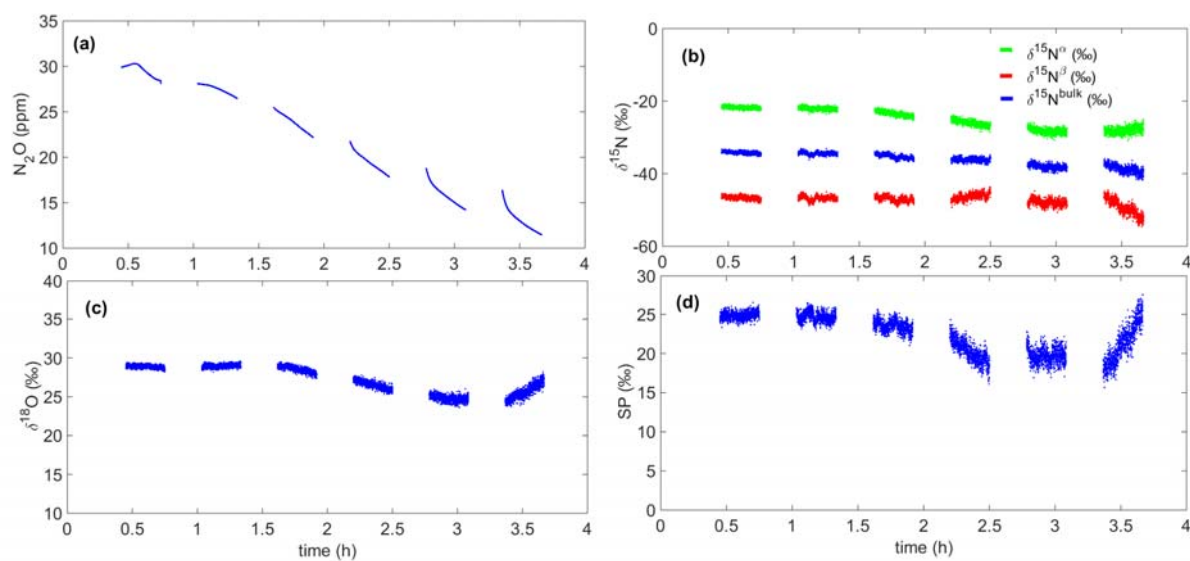 (a)
N2O (ppm)
35
30
25
20
15
10
0 0.5 1 1.5 2 2.5 3 3.5 4
(b)
δ15N (‰)
0
-20
-40
-60
δ15Nα (‰)
δ15Nβ (‰)
δ15Nbulk (‰)
0 0.5 1 1.5 2 2.5 3 3.5 4
(c)
δ18O (‰)
40
35
30
25
20
15
10
0 0.5 1 1.5 2 2.5 3 3.5 4
time (h)
(d)
SP (‰)
30
25
20
15
10
5
0
0 0.5 1 1.5 2 2.5 3 3.5 4
time (h)